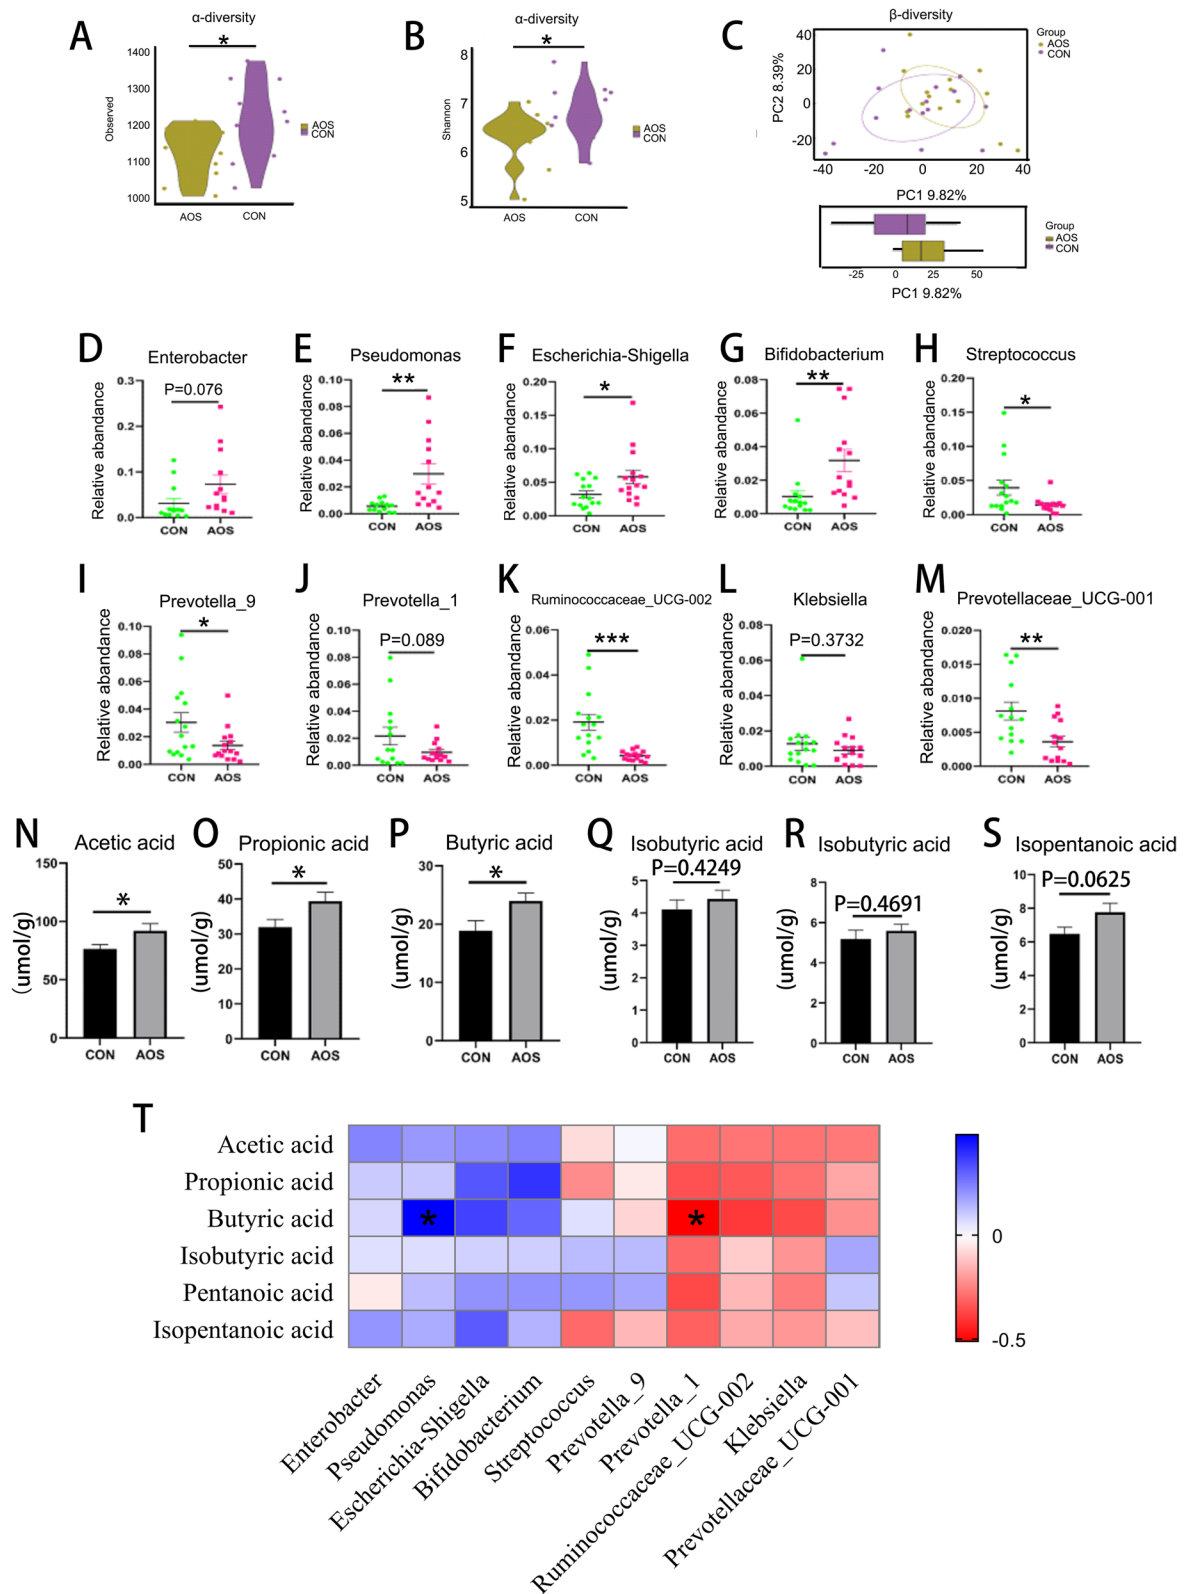 A
α-diversity
*
Observed
1400
1300
1200
1100
1000
AOS
CON
AOS
CON
B
α-diversity
*
Shannon
8
7
6
5
AOS
CON
AOS
CON
C
β-diversity
PC2 8.39%
40
20
0
-20
-40
-20
0
20
40
PC1 9.82%
Group
AOS
CON
-25
0
25
50
PC1 9.82%
Group
AOS
CON
D
Enterobacter
P=0.076
Relative abundance
0.3
0.2
0.1
0.0
CON
AOS
E
Pseudomonas
**
Relative abundance
0.10
0.08
0.06
0.04
0.02
0.00
CON
AOS
F
Escherichia-Shigella
*
Relative abundance
0.20
0.15
0.10
0.05
0.00
CON
AOS
G
Bifidobacterium
**
Relative abundance
0.08
0.06
0.04
0.02
0.00
CON
AOS
H
Streptococcus
*
Relative abundance
0.20
0.15
0.10
0.05
0.00
CON
AOS
I
Prevotella_9
*
Relative abundance
0.10
0.08
0.06
0.04
0.02
0.00
CON
AOS
J
Prevotella_1
P=0.089
Relative abundance
0.10
0.08
0.06
0.04
0.02
0.00
CON
AOS
K
Ruminococcaceae_UCG-002
***
Relative abundance
0.06
0.04
0.02
0.00
CON
AOS
L
Klebsiella
P=0.3732
Relative abundance
0.08
0.06
0.04
0.02
0.00
CON
AOS
M
Prevotellaceae_UCG-001
**
Relative abundance
0.020
0.015
0.010
0.005
0.000
CON
AOS
N
Acetic acid
*
(umol/g)
150
100
50
0
CON
AOS
O
Propionic acid
*
(umol/g)
50
40
30
20
10
0
CON
AOS
P
Butyric acid
*
(umol/g)
30
20
10
0
CON
AOS
Q
Isobutyric acid
P=0.4249
(umol/g)
5
4
3
2
1
0
CON
AOS
R
Isobutyric acid
P=0.4691
(umol/g)
8
6
4
2
0
CON
AOS
S
Isopentanoic acid
P=0.0625
(umol/g)
10
8
6
4
2
0
CON
AOS
T
Acetic acid
Propionic acid
Butyric acid
*
*
Isobutyric acid
Pentanoic acid
Isopentanoic acid
Enterobacter
Pseudomonas
Escherichia-Shigella
Bifidobacterium
Streptococcus
Prevotella_9
Prevotella_1
Ruminococcaceae_UCG-002
Klebsiella
Prevotellaceae_UCG-001
0
-0.5